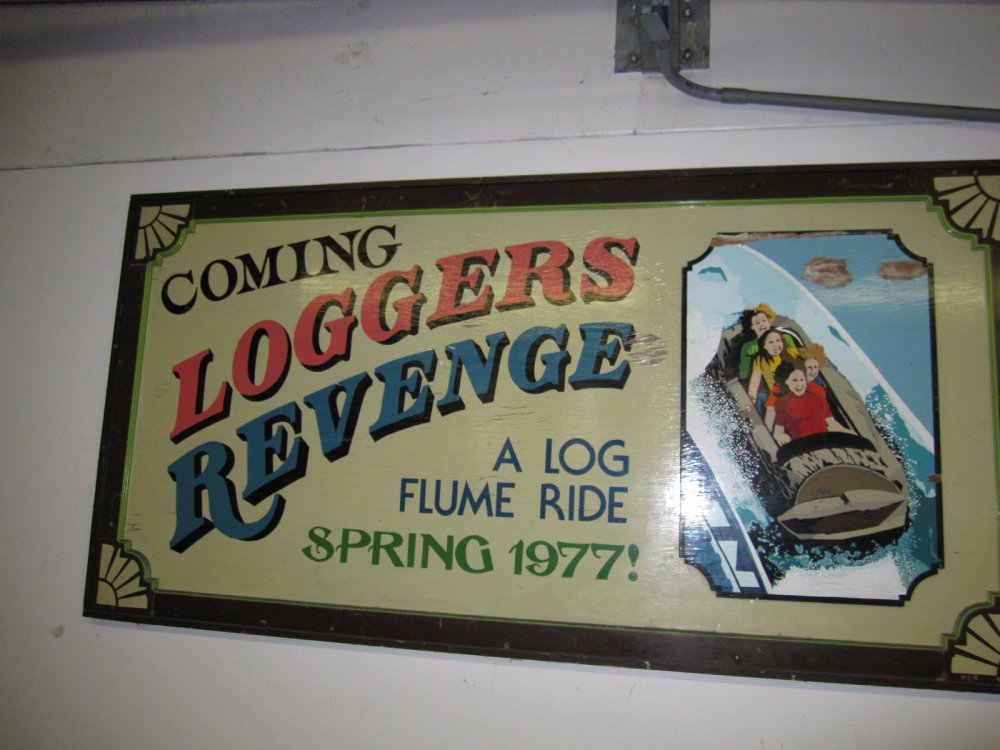 COMING
LOGGERS
REVENGE
A LOG
FLUME RIDE
SPRING 1977!